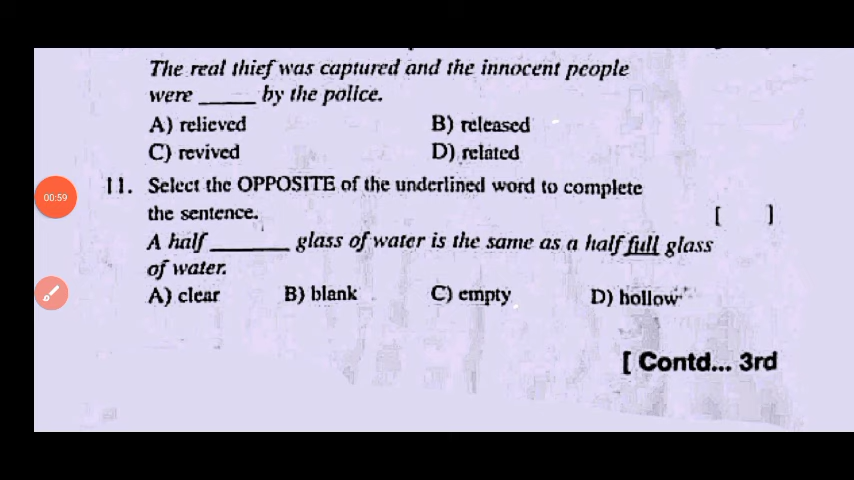 The real thief was captured and the innocent people
were _____ by the police.
A) relieved B) released
C) revived D) related
11. Select the OPPOSITE of the underlined word to complete
the sentence. [ ]
A half _______ glass of water is the same as a half full glass
of water.
A) clear B) blank C) empty D) hollow
[ Contd... 3rd
00:59